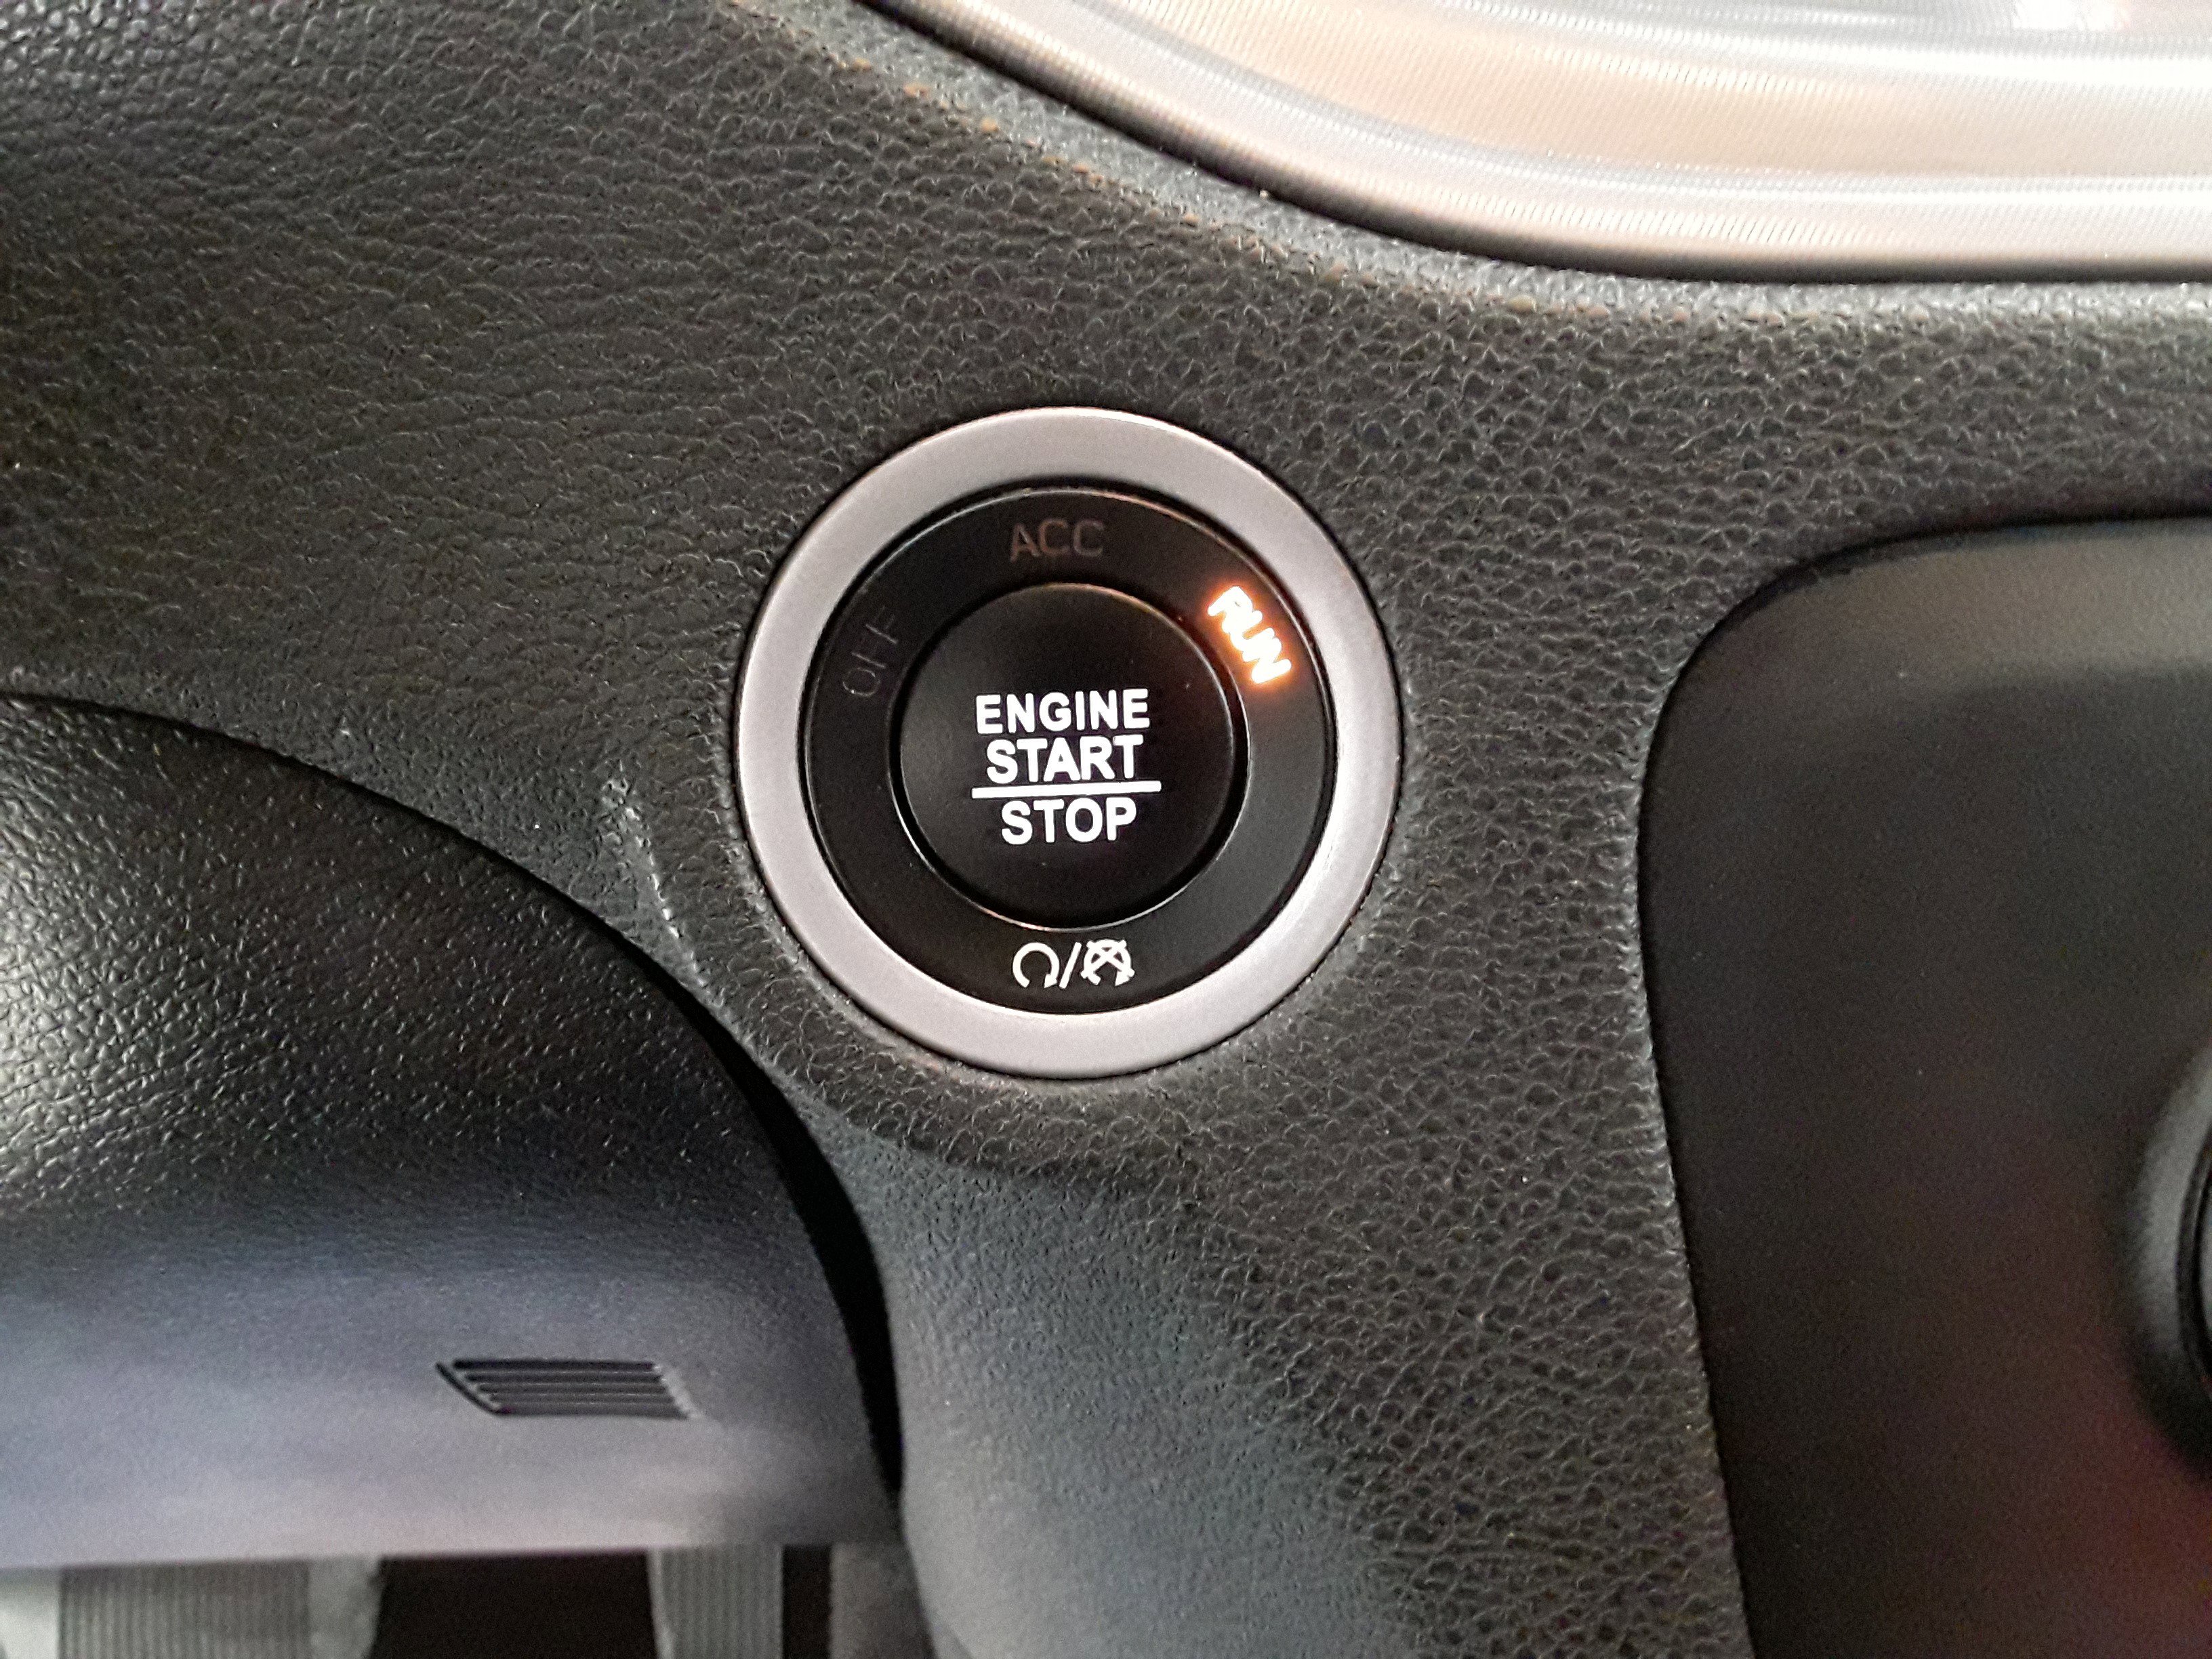 ACC
OFF
RUN
ENGINE
START
STOP
/